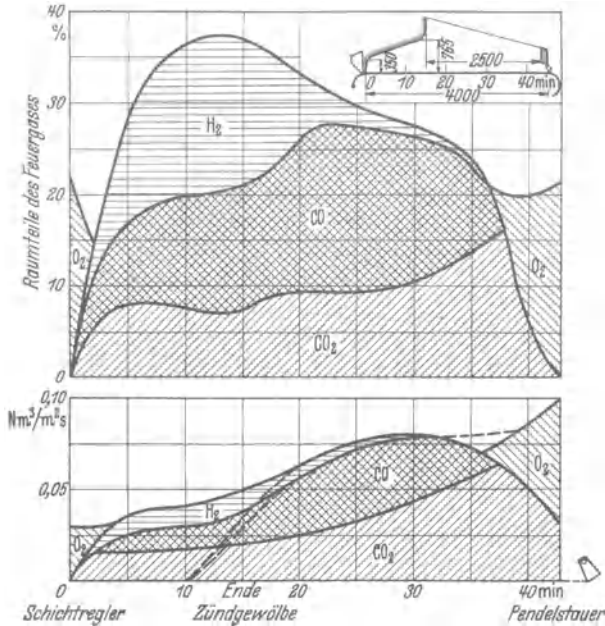 40
%
30
20
10
0
Raumteile des Feuergases
O₂
H₂
CO
CO₂
O₂
150
765
2500
0 10 20 30 40 min
4000
0,10
Nm³/m²s
0,05
0
O₂
H₂
CO
CO₂
O₂
0 10 Ende 20 30 40 min
Schichtregler Zündgewölbe Pendelstauer